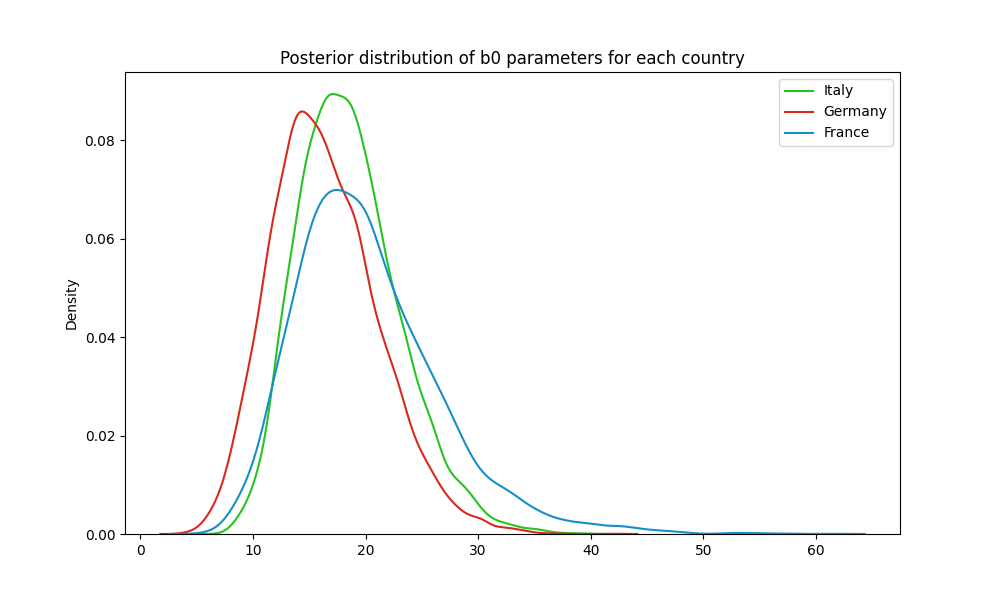 Posterior distribution of b0 parameters for each country
Italy
Germany
France
Density
0.08
0.06
0.04
0.02
0.00
0 10 20 30 40 50 60